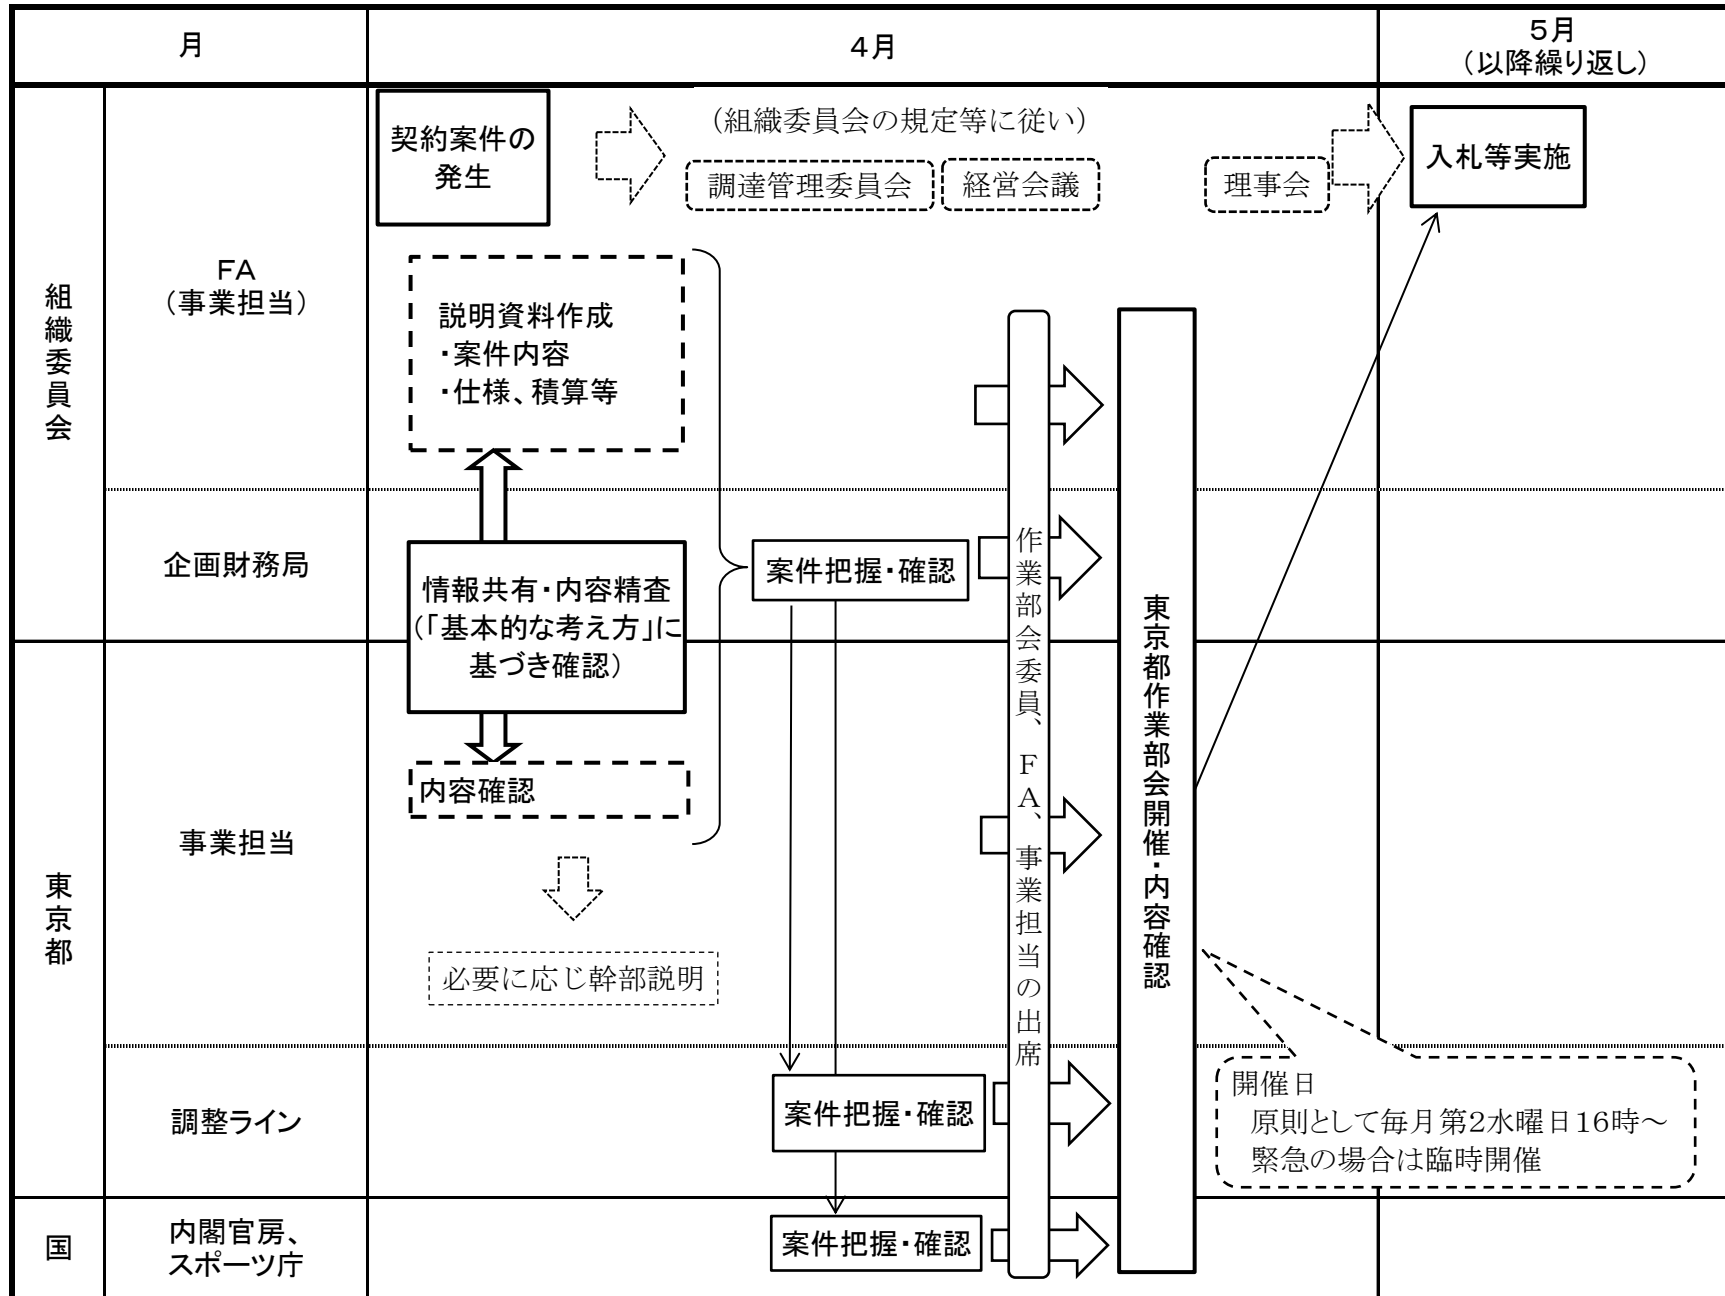 月
4月
5月
（以降繰り返し）
組織委員会
FA
（事業担当）
契約案件の
発生
（組織委員会の規定等に従い）
調達管理委員会
経営会議
理事会
入札等実施
説明資料作成
・案件内容
・仕様、積算等
企画財務局
情報共有・内容精査
（「基本的な考え方」に
基づき確認）
案件把握・確認
作業部会委員、FA、事業担当の出席
東京都作業部会開催・内容確認
東京都
事業担当
内容確認
必要に応じ幹部説明
調整ライン
案件把握・確認
開催日
原則として毎月第2水曜日16時～
緊急の場合は臨時開催
国
内閣官房、
スポーツ庁
案件把握・確認